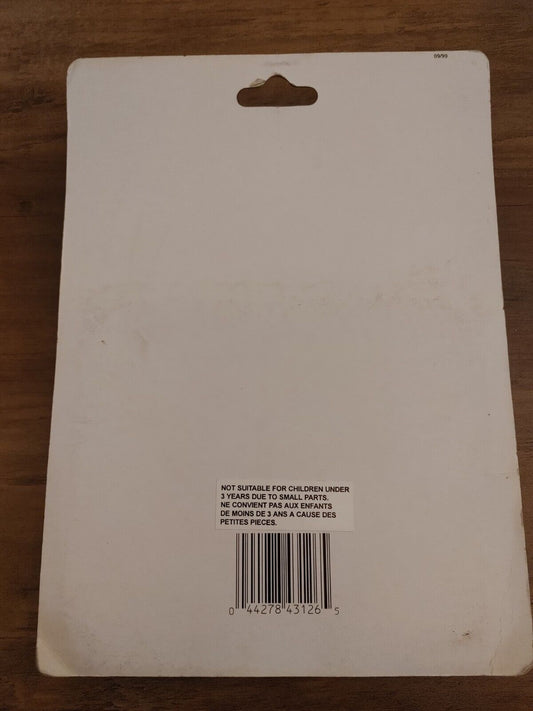 09/99
NOT SUITABLE FOR CHILDREN UNDER
3 YEARS DUE TO SMALL PARTS.
NE CONVIENT PAS AUX ENFANTS
DE MOINS DE 3 ANS A CAUSE DES
PETITES PIECES.
0 44278 43126 5